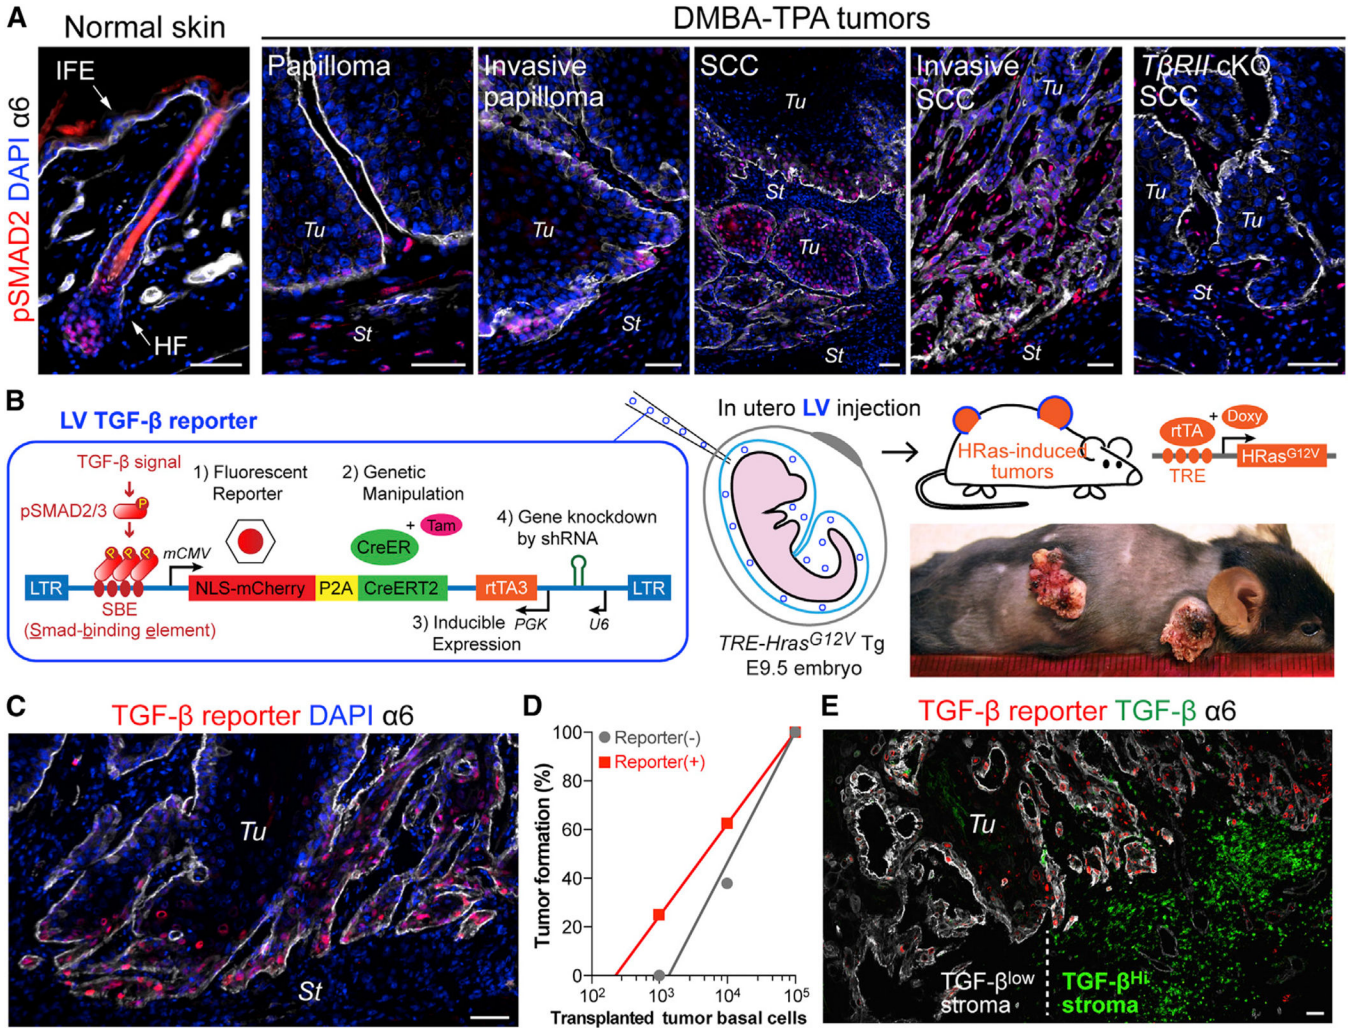 A
Normal skin
DMBA-TPA tumors
pSMAD2 DAPI α6
IFE
HF
Papilloma
Tu
St
Invasive
papilloma
Tu
St
SCC
Tu
St
Tu
St
Invasive
SCC
Tu
St
TβRII cKO
SCC
Tu
Tu
St
B
LV TGF-β reporter
TGF-β signal
pSMAD2/3
P
P P P
SBE
(Smad-binding element)
LTR
mCMV
1) Fluorescent
Reporter
NLS-mCherry
P2A
CreERT2
2) Genetic
Manipulation
CreER
+
Tam
rtTA3
3) Inducible
Expression
PGK
4) Gene knockdown
by shRNA
U6
LTR
In utero LV injection
TRE-HrasG12V Tg
E9.5 embryo
HRas-induced
tumors
rtTA
+
Doxy
TRE
HRasG12V
C
TGF-β reporter DAPI α6
Tu
St
D
Tumor formation (%)
100
80
60
40
20
0
Reporter(-)
Reporter(+)
10²
10³
10⁴
10⁵
Transplanted tumor basal cells
E
TGF-β reporter TGF-β α6
Tu
TGF-βlow
stroma
TGF-βHi
stroma